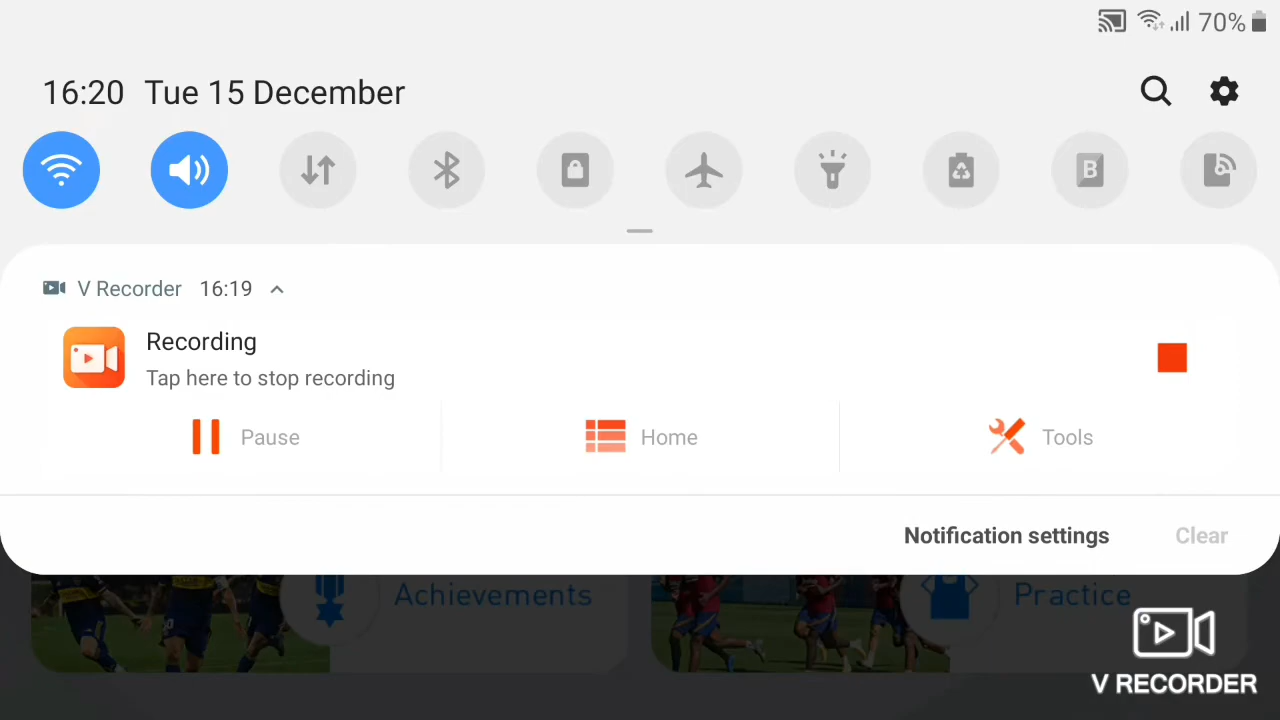 70%
16:20 Tue 15 December
B
V Recorder 16:19
Recording
Tap here to stop recording
Pause Home Tools
Notification settings Clear
Achievements Practice
V RECORDER